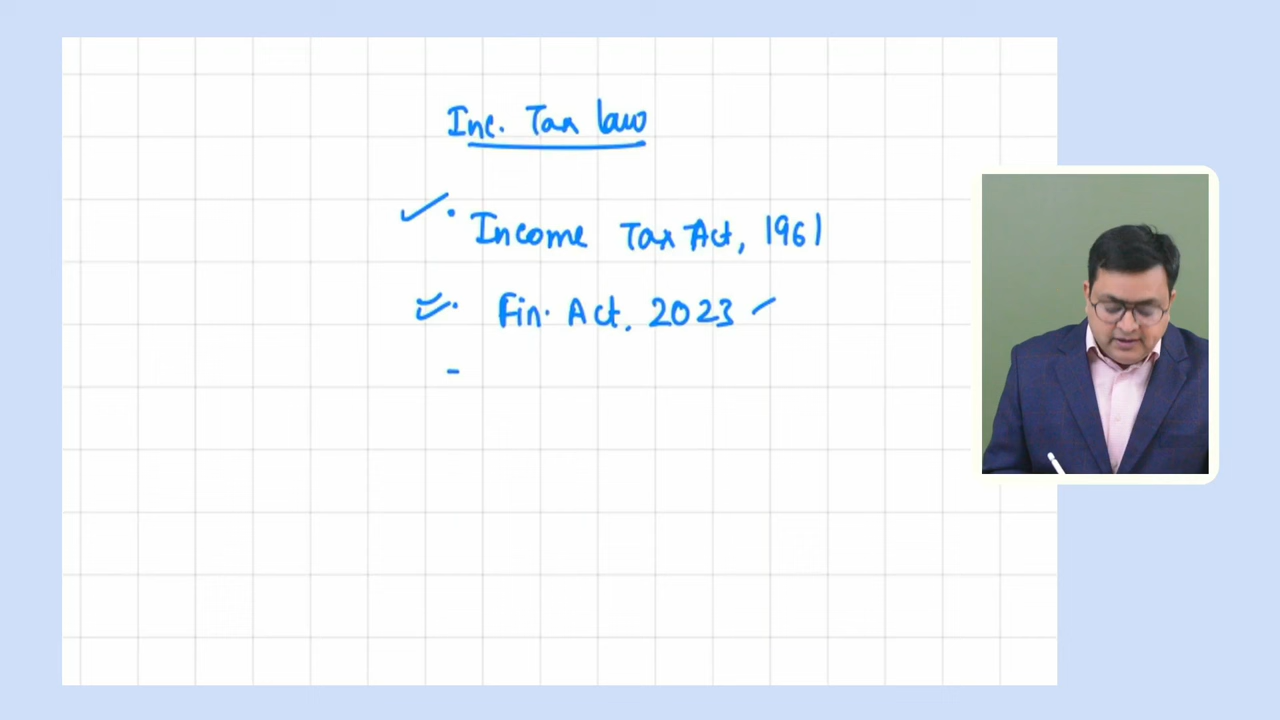 Inc. Tax law
• Income Tax Act, 1961
• Fin. Act, 2023
-